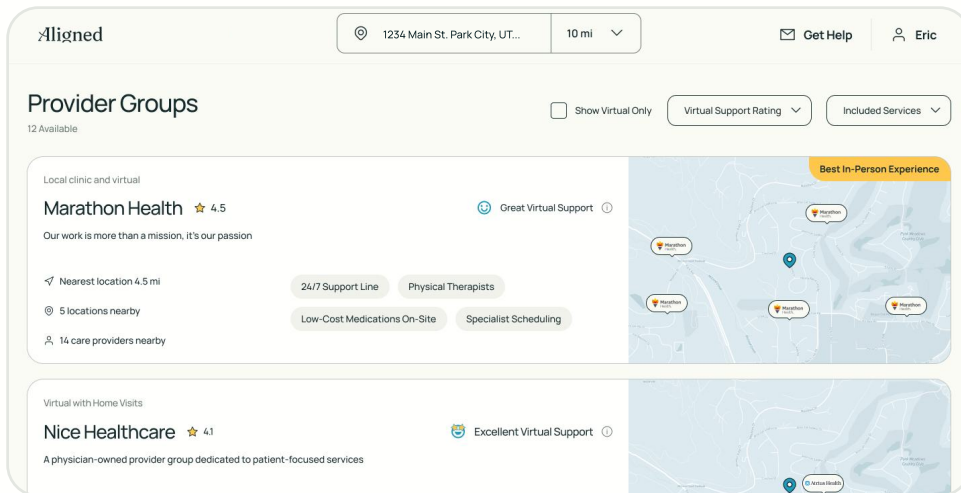 Aligned
1234 Main St. Park City, UT...
10 mi
Get Help
Eric
Provider Groups
12 Available
Show Virtual Only
Virtual Support Rating
Included Services
Local clinic and virtual
Best In-Person Experience
Marathon Health
4.5
Great Virtual Support
Our work is more than a mission, it's our passion
Nearest location 4.5 mi
5 locations nearby
14 care providers nearby
24/7 Support Line
Physical Therapists
Low-Cost Medications On-Site
Specialist Scheduling
Marathon
Health
Marathon
Health
Marathon
Health
Marathon
Health
Marathon
Health
Virtual with Home Visits
Nice Healthcare
4.1
Excellent Virtual Support
A physician-owned provider group dedicated to patient-focused services